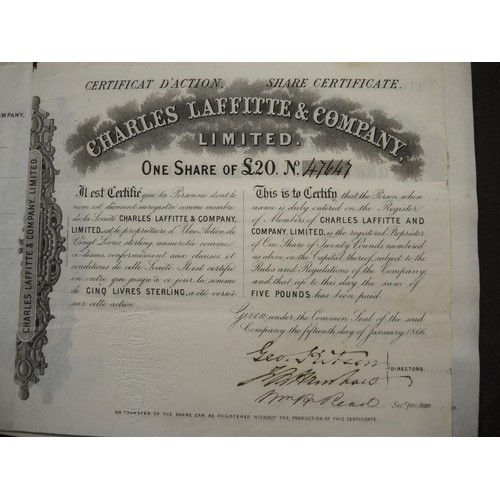 COMPANY,
CERTIFICAT D'ACTION. SHARE CERTIFICATE.
CHARLES LAFFITTE & COMPANY,
LIMITED.
ONE SHARE OF £20. No. 47647
CHARLES LAFFITTE & COMPANY, LIMITED.
Il est Certifié que la Personne dont le
nom est dûment enregistré comme membre
de la Société CHARLES LAFFITTE & COMPANY,
LIMITED, est le propriétaire d'Une Action de
Vingt Livres sterling numérotée comme
ci-dessus, conformément aux clauses et
conditions de cette Société. Il est certifié
en outre que jusqu'à ce jour la somme
de CINQ LIVRES STERLING, a été versée
sur cette action.
This is to Certify that the Person whose
name is duly entered on the Register
of Members of CHARLES LAFFITTE AND
COMPANY, LIMITED, is the registered Proprietor
of One Share of Twenty Pounds, numbered
as above, in the Capital thereof, subject to the
Rules and Regulations of the Company,
and that up to this day the sum of
FIVE POUNDS has been paid.
Given under the Common Seal of the said
Company, the fifteenth day of January, 1866.
Geo.
DIRECTORS.
Wm Read Secy. pro. tem.
NO TRANSFER OF THE SHARE CAN BE REGISTERED WITHOUT THE PRODUCTION OF THIS CERTIFICATE.